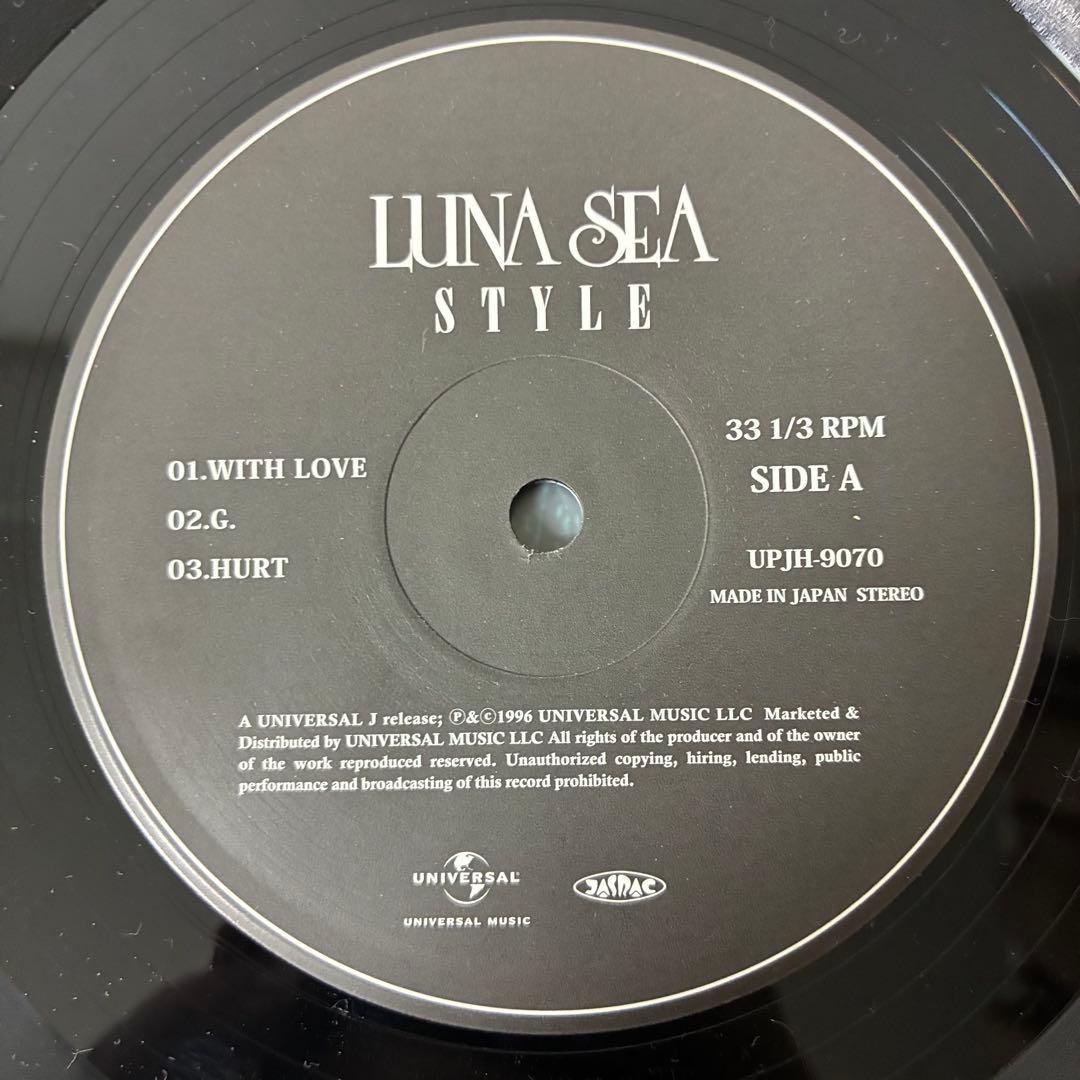 LUNA SEA
STYLE
01.WITH LOVE
02.G.
03.HURT
33 1/3 RPM
SIDE A
UPJH-9070
MADE IN JAPAN STEREO
A UNIVERSAL J release; ℗&©1996 UNIVERSAL MUSIC LLC Marketed &
Distributed by UNIVERSAL MUSIC LLC All rights of the producer and of the owner
of the work reproduced reserved. Unauthorized copying, hiring, lending, public
performance and broadcasting of this record prohibited.
UNIVERSAL
UNIVERSAL MUSIC
JASRAC